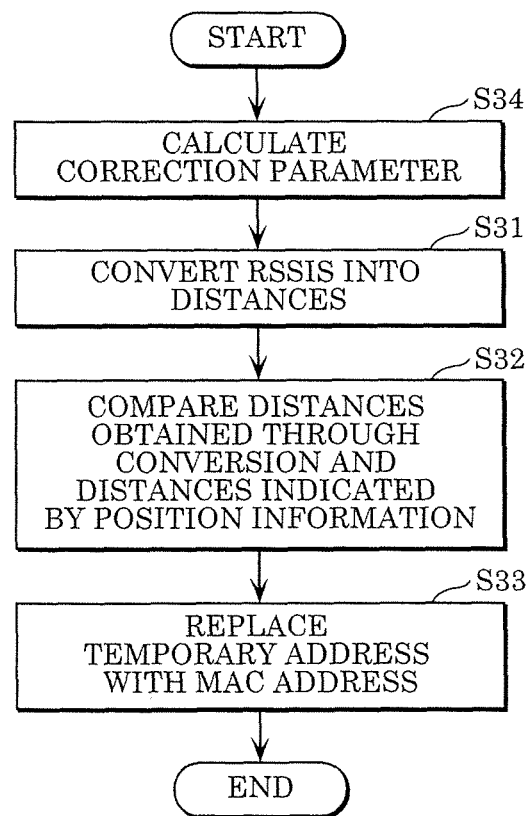 START
S34
CALCULATE
CORRECTION PARAMETER
S31
CONVERT RSSIS INTO
DISTANCES
S32
COMPARE DISTANCES
OBTAINED THROUGH
CONVERSION AND
DISTANCES INDICATED
BY POSITION INFORMATION
S33
REPLACE
TEMPORARY ADDRESS
WITH MAC ADDRESS
END